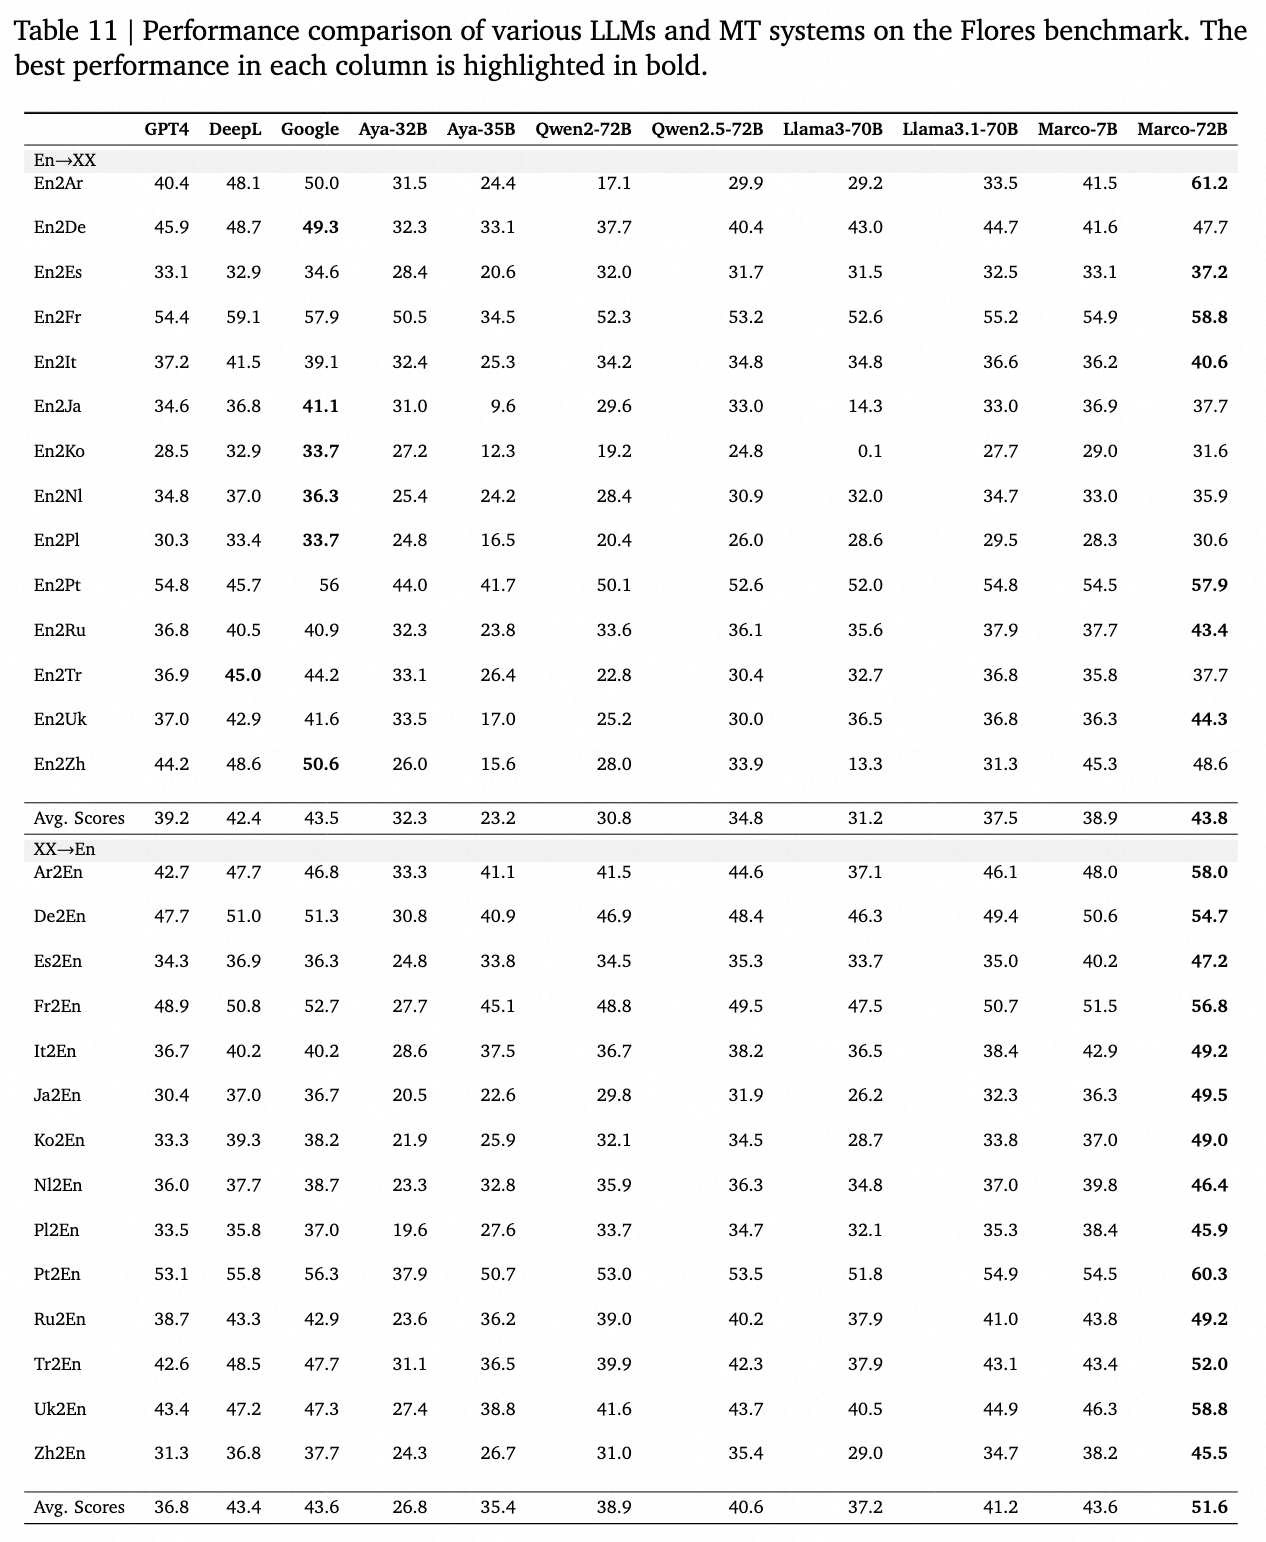 Table 11 | Performance comparison of various LLMs and MT systems on the Flores benchmark. The
best performance in each column is highlighted in bold.
GPT4 DeepL Google Aya-32B Aya-35B Qwen2-72B Qwen2.5-72B Llama3-70B Llama3.1-70B Marco-7B Marco-72B
En→XX
En2Ar 40.4 48.1 50.0 31.5 24.4 17.1 29.9 29.2 33.5 41.5 61.2
En2De 45.9 48.7 49.3 32.3 33.1 37.7 40.4 43.0 44.7 41.6 47.7
En2Es 33.1 32.9 34.6 28.4 20.6 32.0 31.7 31.5 32.5 33.1 37.2
En2Fr 54.4 59.1 57.9 50.5 34.5 52.3 53.2 52.6 55.2 54.9 58.8
En2It 37.2 41.5 39.1 32.4 25.3 34.2 34.8 34.8 36.6 36.2 40.6
En2Ja 34.6 36.8 41.1 31.0 9.6 29.6 33.0 14.3 33.0 36.9 37.7
En2Ko 28.5 32.9 33.7 27.2 12.3 19.2 24.8 0.1 27.7 29.0 31.6
En2Nl 34.8 37.0 36.3 25.4 24.2 28.4 30.9 32.0 34.7 33.0 35.9
En2Pl 30.3 33.4 33.7 24.8 16.5 20.4 26.0 28.6 29.5 28.3 30.6
En2Pt 54.8 45.7 56 44.0 41.7 50.1 52.6 52.0 54.8 54.5 57.9
En2Ru 36.8 40.5 40.9 32.3 23.8 33.6 36.1 35.6 37.9 37.7 43.4
En2Tr 36.9 45.0 44.2 33.1 26.4 22.8 30.4 32.7 36.8 35.8 37.7
En2Uk 37.0 42.9 41.6 33.5 17.0 25.2 30.0 36.5 36.8 36.3 44.3
En2Zh 44.2 48.6 50.6 26.0 15.6 28.0 33.9 13.3 31.3 45.3 48.6
Avg. Scores 39.2 42.4 43.5 32.3 23.2 30.8 34.8 31.2 37.5 38.9 43.8
XX→En
Ar2En 42.7 47.7 46.8 33.3 41.1 41.5 44.6 37.1 46.1 48.0 58.0
De2En 47.7 51.0 51.3 30.8 40.9 46.9 48.4 46.3 49.4 50.6 54.7
Es2En 34.3 36.9 36.3 24.8 33.8 34.5 35.3 33.7 35.0 40.2 47.2
Fr2En 48.9 50.8 52.7 27.7 45.1 48.8 49.5 47.5 50.7 51.5 56.8
It2En 36.7 40.2 40.2 28.6 37.5 36.7 38.2 36.5 38.4 42.9 49.2
Ja2En 30.4 37.0 36.7 20.5 22.6 29.8 31.9 26.2 32.3 36.3 49.5
Ko2En 33.3 39.3 38.2 21.9 25.9 32.1 34.5 28.7 33.8 37.0 49.0
Nl2En 36.0 37.7 38.7 23.3 32.8 35.9 36.3 34.8 37.0 39.8 46.4
Pl2En 33.5 35.8 37.0 19.6 27.6 33.7 34.7 32.1 35.3 38.4 45.9
Pt2En 53.1 55.8 56.3 37.9 50.7 53.0 53.5 51.8 54.9 54.5 60.3
Ru2En 38.7 43.3 42.9 23.6 36.2 39.0 40.2 37.9 41.0 43.8 49.2
Tr2En 42.6 48.5 47.7 31.1 36.5 39.9 42.3 37.9 43.1 43.4 52.0
Uk2En 43.4 47.2 47.3 27.4 38.8 41.6 43.7 40.5 44.9 46.3 58.8
Zh2En 31.3 36.8 37.7 24.3 26.7 31.0 35.4 29.0 34.7 38.2 45.5
Avg. Scores 36.8 43.4 43.6 26.8 35.4 38.9 40.6 37.2 41.2 43.6 51.6